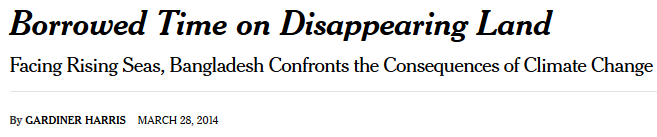 Borrowed Time on Disappearing Land
Facing Rising Seas, Bangladesh Confronts the Consequences of Climate Change
By GARDINER HARRIS MARCH 28, 2014